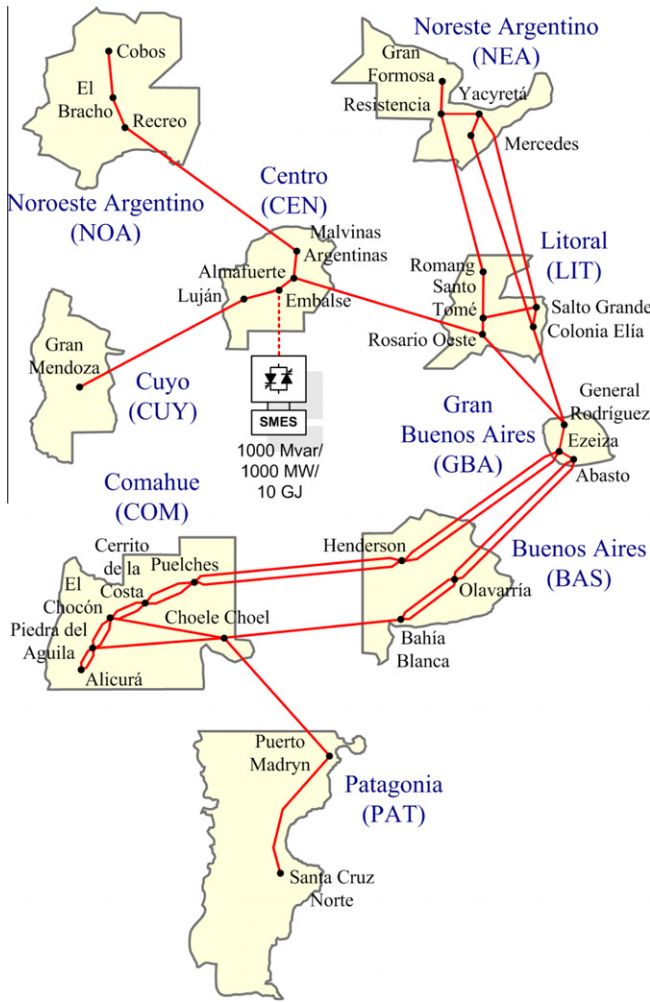 Cobos
El
Bracho
Recreo
Noroeste Argentino
(NOA)
Noreste Argentino
(NEA)
Gran
Formosa
Resistencia
Yacyretá
Mercedes
Centro
(CEN)
Malvinas
Argentinas
Almafuerte
Luján
Embalse
Litoral
(LIT)
Romang
Santo
Tomé
Rosario Oeste
Salto Grande
Colonia Elía
Gran
Mendoza
Cuyo
(CUY)
SMES
1000 Mvar/
1000 MW/
10 GJ
Gran
Buenos Aires
(GBA)
General
Rodríguez
Ezeiza
Abasto
Comahue
(COM)
Cerrito
de la
Costa
Puelches
El
Chocón
Piedra del
Aguila
Alicurá
Choele Choel
Henderson
Buenos Aires
(BAS)
Olavarría
Bahía
Blanca
Puerto
Madryn
Patagonia
(PAT)
Santa Cruz
Norte